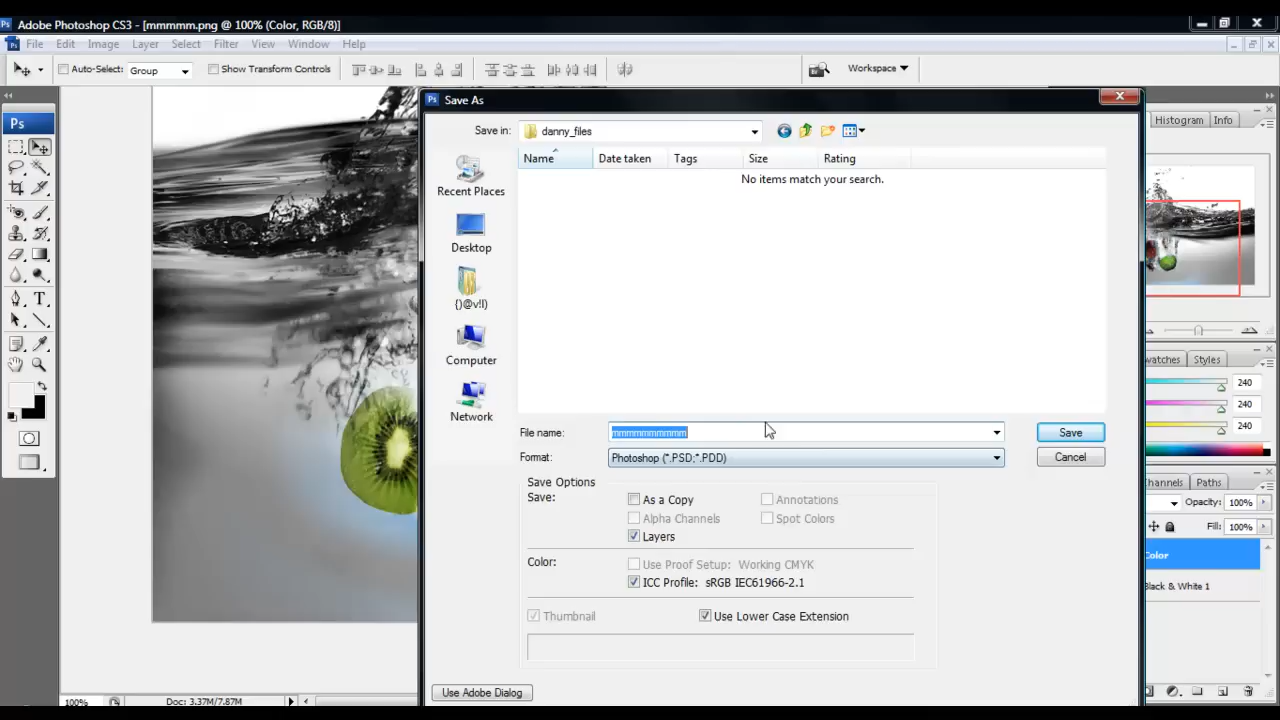 Adobe Photoshop CS3 - [mmmmm.png @ 100% (Color, RGB/8)]
File Edit Image Layer Select Filter View Window Help
Auto-Select: Group Show Transform Controls Workspace
Ps
Save As
Save in: danny_files
Name Date taken Tags Size Rating
No items match your search.
Recent Places
Desktop
{)@v!l)
Computer
Network
File name: mmmmmmmmmm
Save
Format: Photoshop (*.PSD;*.PDD)
Cancel
Save Options
Save: As a Copy Annotations
Alpha Channels Spot Colors
Layers
Color: Use Proof Setup: Working CMYK
ICC Profile: sRGB IEC61966-2.1
Thumbnail Use Lower Case Extension
Use Adobe Dialog
Histogram Info
Styles
240
240
240
Paths
Opacity: 100%
Fill: 100%
Color
Black & White 1
100% Doc: 3.37M/7.87M